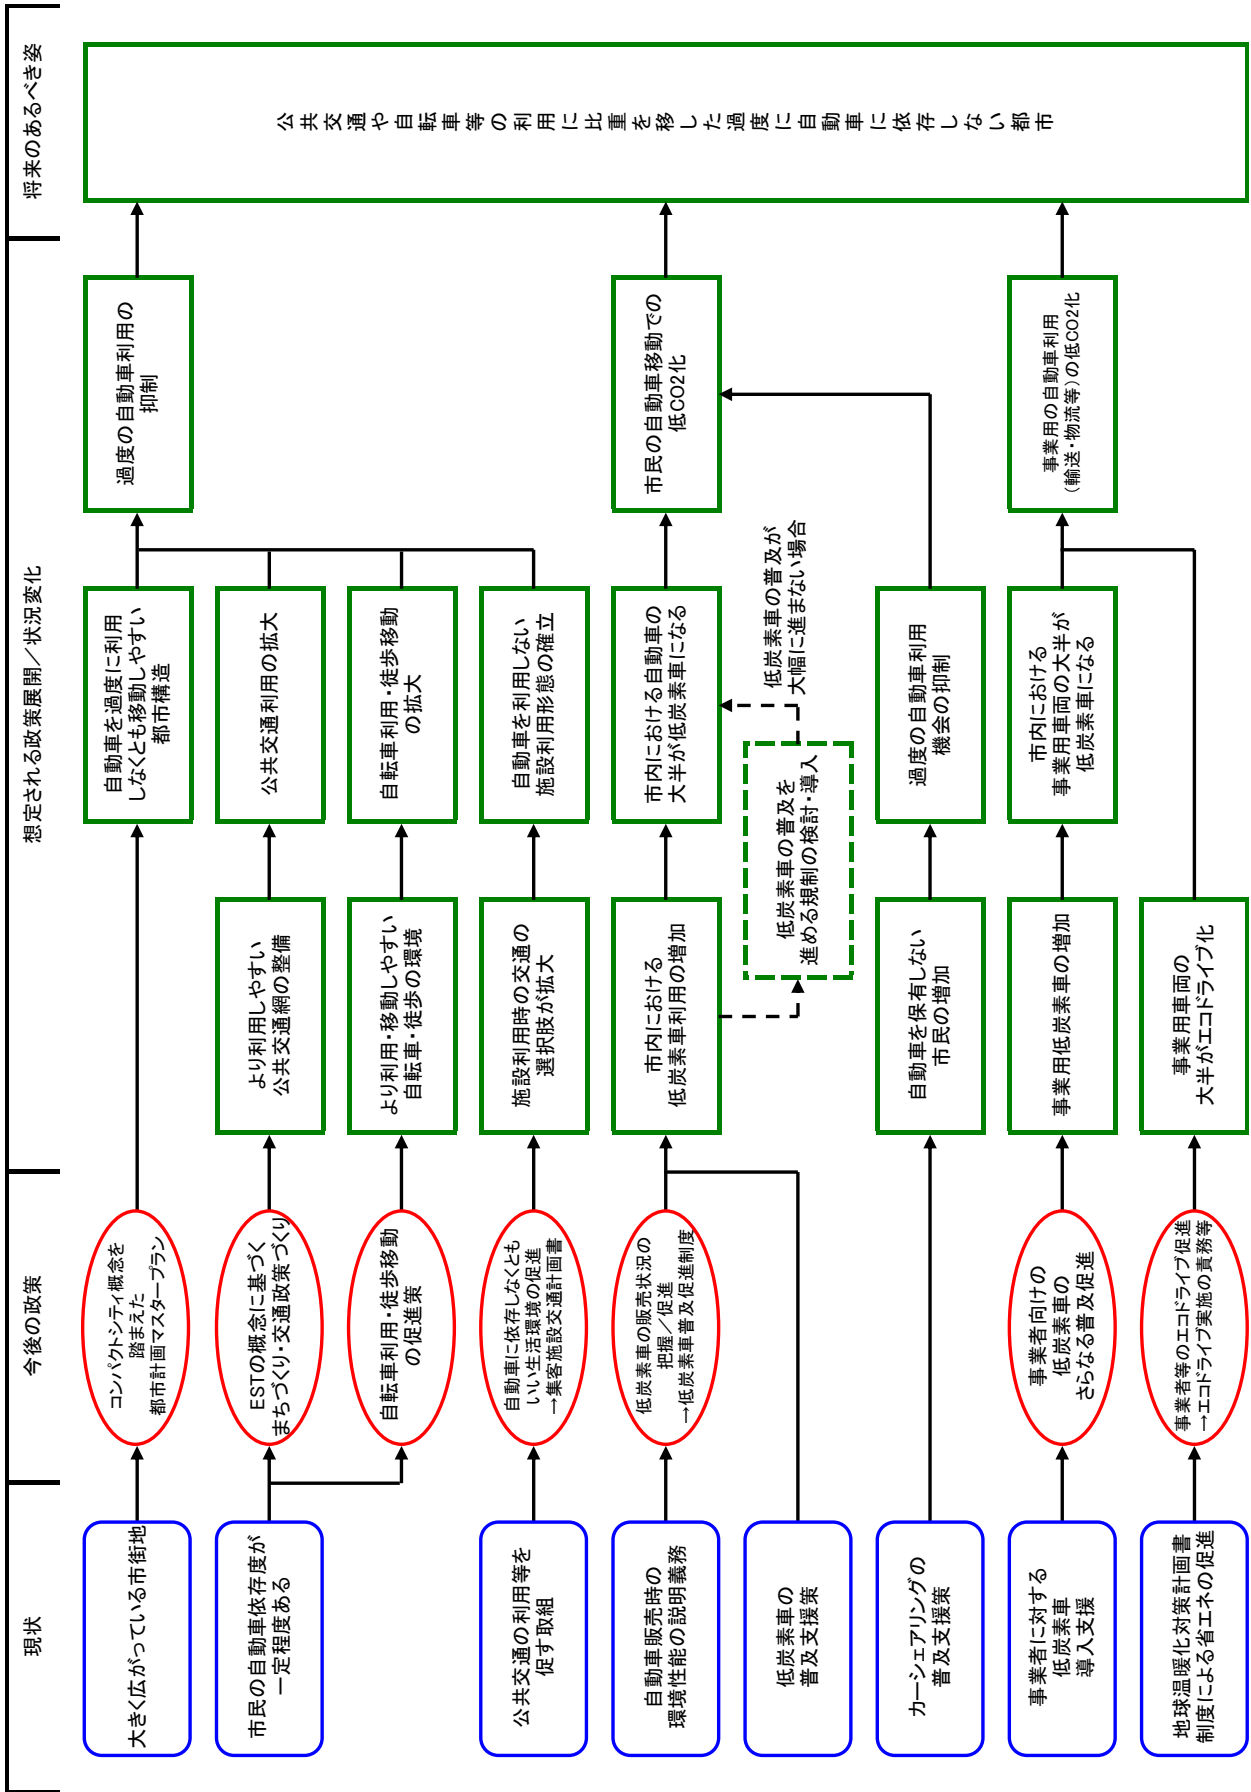 現状
今後の政策
想定される政策展開／状況変化
将来のあるべき姿
大きく広がっている市街地
コンパクトシティ概念を
踏まえた
都市計画マスタープラン
自動車を過度に利用
しなくとも移動しやすい
都市構造
過度の自動車利用の
抑制
公共交通や自転車等の利用に比重を移した過度に自動車に依存しない都市
市民の自動車依存度が
一定程度ある
ESTの概念に基づく
まちづくり・交通政策づくり
より利用しやすい
公共交通網の整備
公共交通利用の拡大
自転車利用・徒歩移動
の促進策
より利用・移動しやすい
自転車・徒歩の環境
自転車利用・徒歩移動
の拡大
公共交通の利用等を
促す取組
自動車に依存しなくとも
いい生活環境の促進
→集客施設交通計画書
施設利用時の交通の
選択肢が拡大
自動車を利用しない
施設利用形態の確立
自動車販売時の
環境性能の説明義務
低炭素車の販売状況の
把握／促進
→低炭素車普及促進制度
市内における
低炭素車利用の増加
市内における自動車の
大半が低炭素車になる
市民の自動車移動での
低CO2化
低炭素車の
普及支援策
低炭素車の普及を
進める規制の検討・導入
低炭素車の普及が
大幅に進まない場合
カーシェアリングの
普及支援策
自動車を保有しない
市民の増加
過度の自動車利用
機会の抑制
事業者に対する
低炭素車
導入支援
事業者向けの
低炭素車の
さらなる普及促進
事業用低炭素車の増加
市内における
事業用車両の大半が
低炭素車になる
事業用の自動車利用
（輸送・物流等）の低CO2化
地球温暖化対策計画書
制度による省エネの促進
事業者等のエコドライブ促進
→エコドライブ実施の責務等
事業用車両の
大半がエコドライブ化